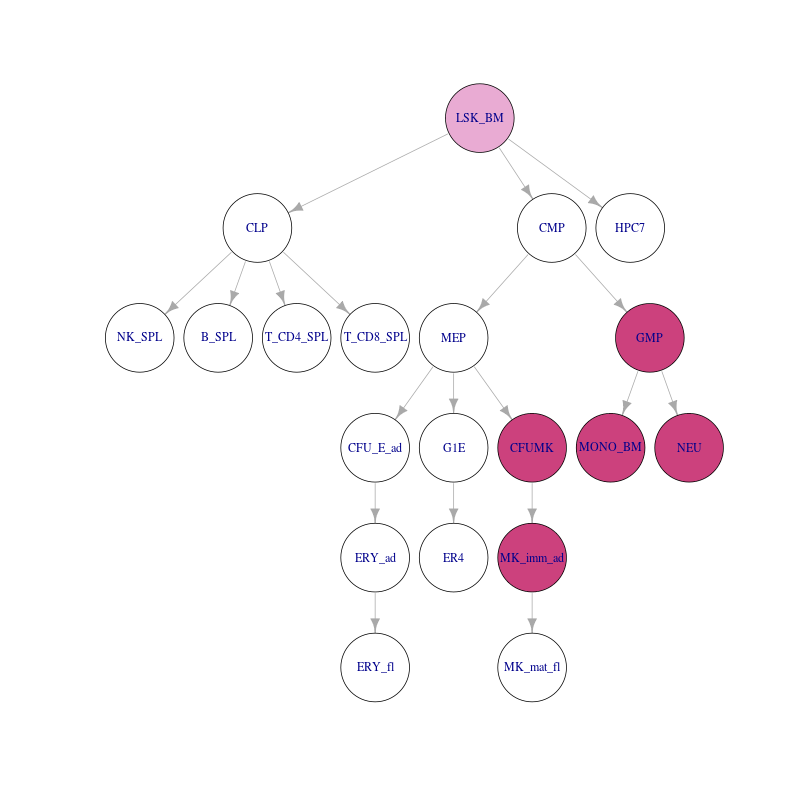 LSK_BM
CLP
CMP
HPC7
NK_SPL
B_SPL
T_CD4_SPL
T_CD8_SPL
MEP
GMP
CFU_E_ad
G1E
CFUMK
MONO_BM
NEU
ERY_ad
ER4
MK_imm_ad
ERY_fl
MK_mat_fl